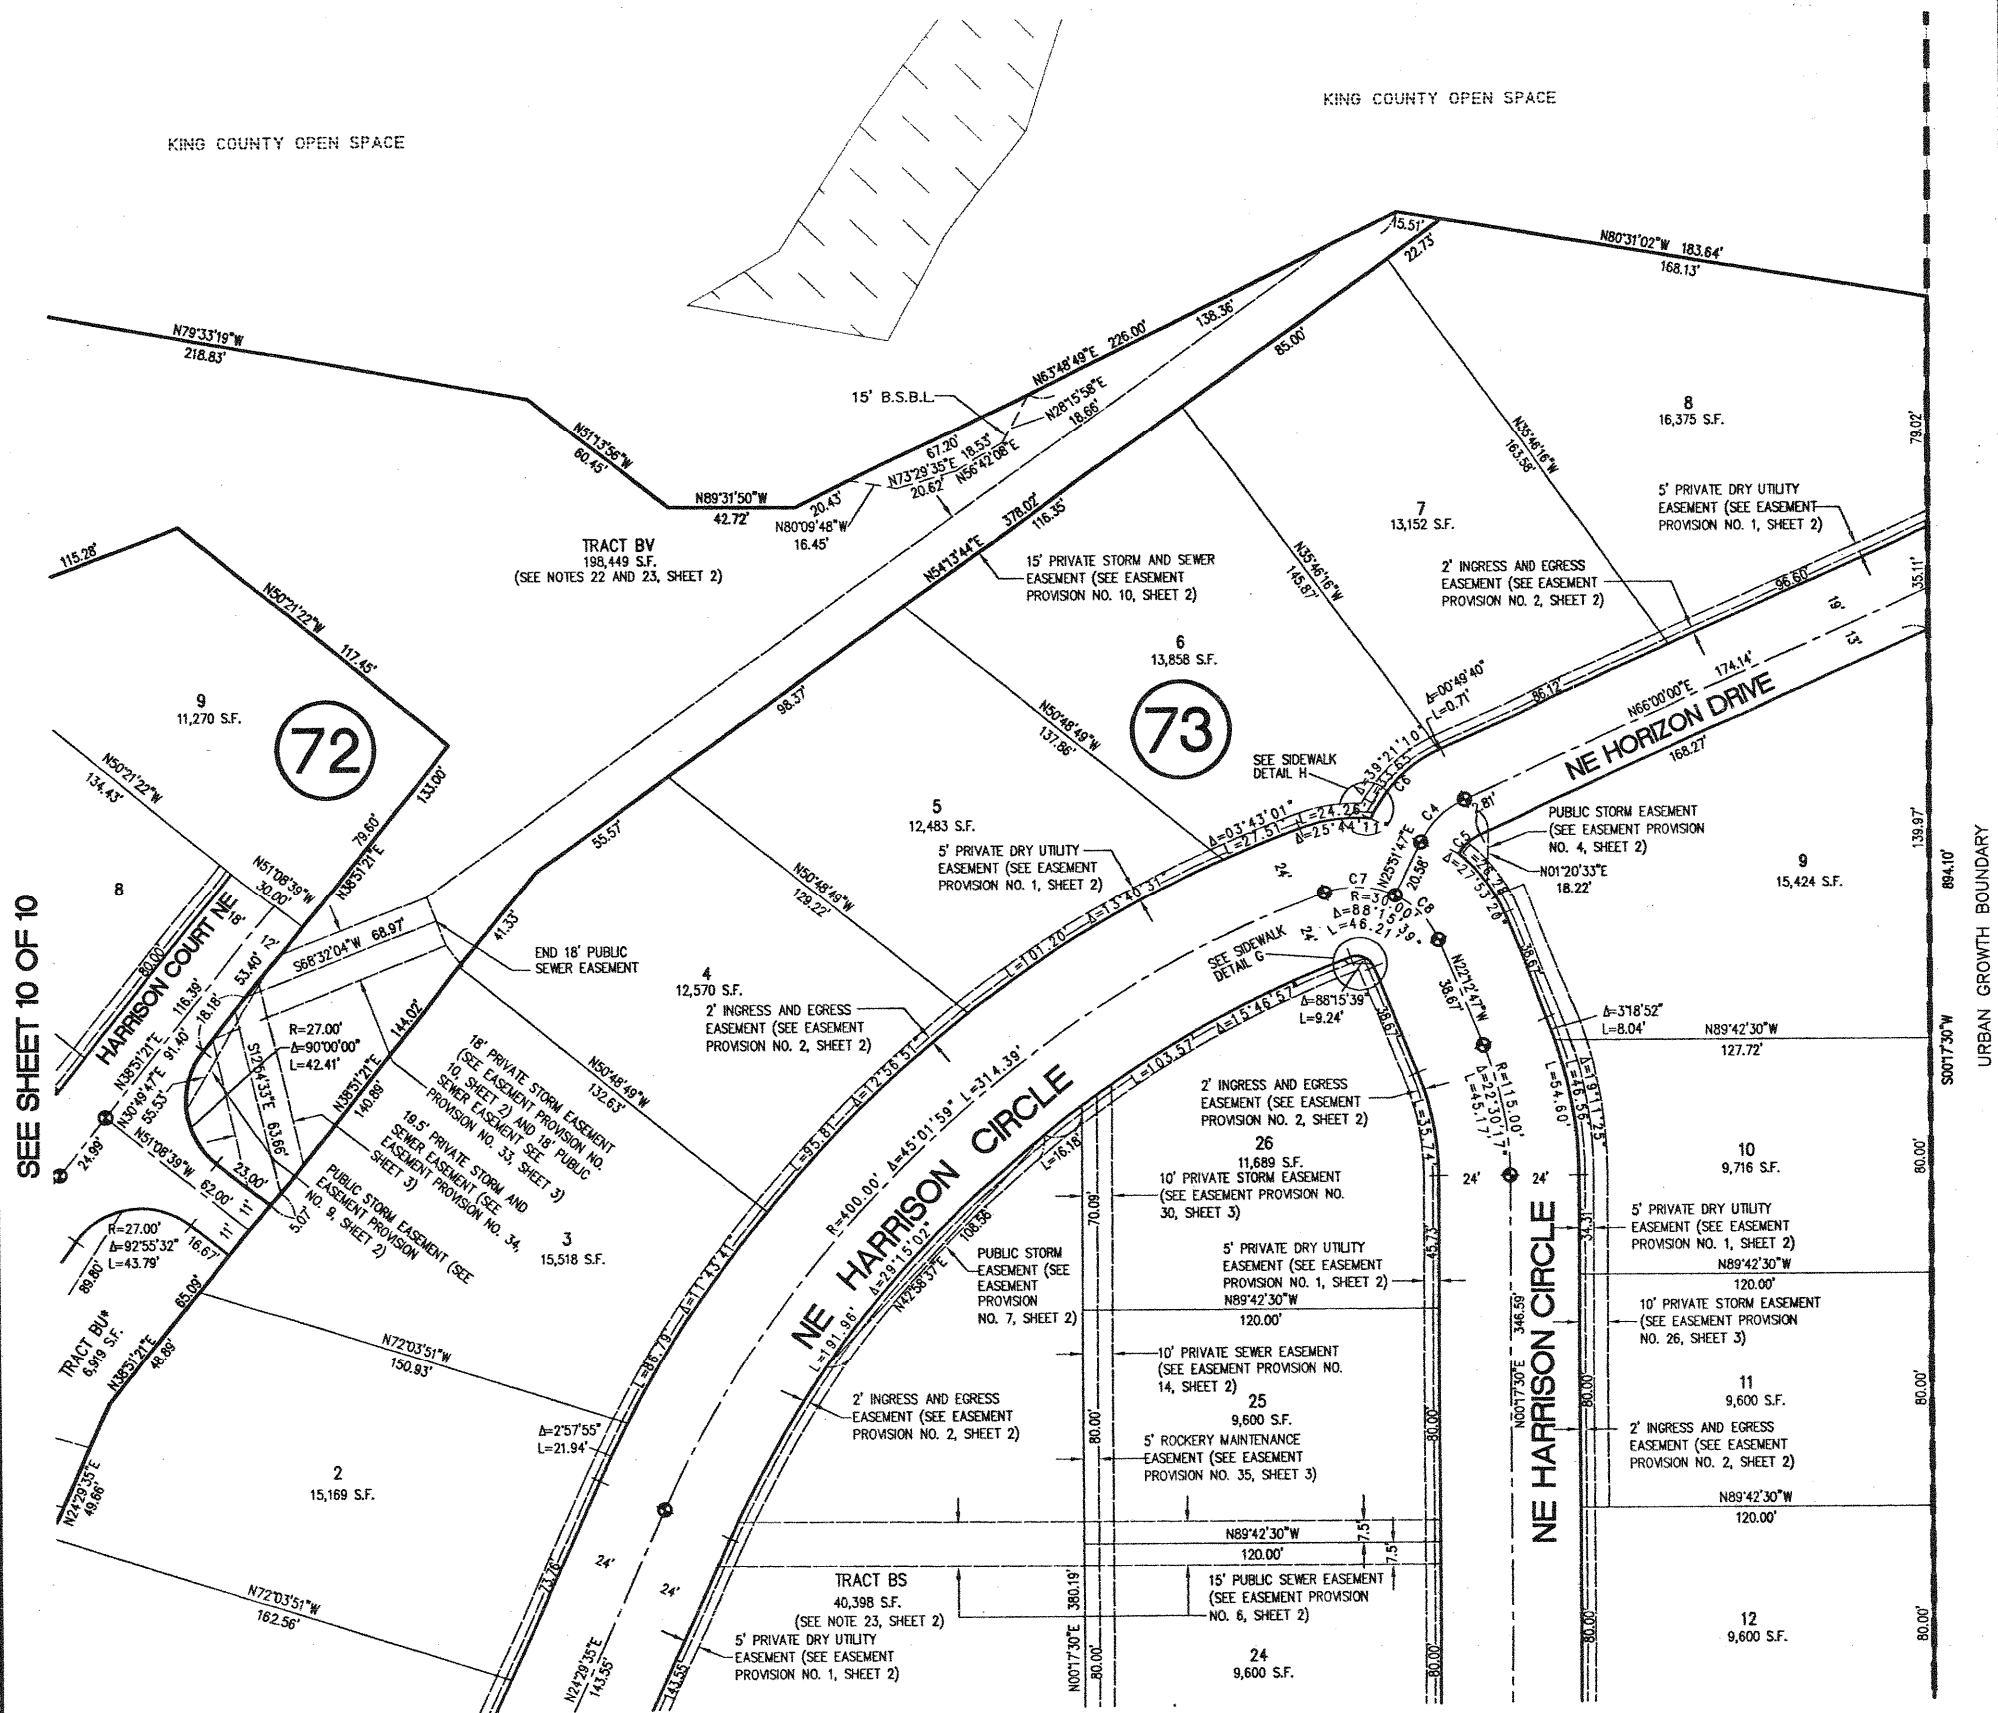 KING COUNTY OPEN SPACE
KING COUNTY OPEN SPACE
15.51'
22.73'
N80°31'02"W 183.64'
168.13'
N79°33'19"W
218.83'
N51°13'56"W
60.45'
N89°31'50"W
42.72'
N63°48'49"E 226.00'
138.36'
85.00'
15' B.S.B.L.
N28°15'58"E
18.66'
67.20'
N73°29'35"E 18.53'
20.62' N56°42'08"E
20.43'
N80°09'48"W
16.45'
8
16,375 S.F.
79.02'
N35°46'16"W
163.58'
7
13,152 S.F.
5' PRIVATE DRY UTILITY
EASEMENT (SEE EASEMENT
PROVISION NO. 1, SHEET 2)
TRACT BV
198,449 S.F.
(SEE NOTES 22 AND 23, SHEET 2)
378.02'
116.35'
N54°13'44"E
15' PRIVATE STORM AND SEWER
EASEMENT (SEE EASEMENT
PROVISION NO. 10, SHEET 2)
N35°46'16"W
145.87'
2' INGRESS AND EGRESS
EASEMENT (SEE EASEMENT
PROVISION NO. 2, SHEET 2)
96.60'
35.11'
19'
13'
115.28'
N50°21'22"W
117.45'
9
11,270 S.F.
72
133.00'
79.60'
N38°51'21"E
N50°21'22"W
134.43'
N51°08'39"W
30.00'
98.37'
55.57'
6
13,858 S.F.
73
N50°48'49"W
137.86'
Δ=00°49'40"
L=0.71'
86.12'
174.14'
N66°00'00"E
NE HORIZON DRIVE
168.27'
SEE SIDEWALK
DETAIL H
Δ=39°21'10"
L=33.65'
C6
L=24.26'
Δ=25°44'11"
Δ=03°43'01"
L=27.51'
C4
2.81'
C5
L=26.28'
Δ=27°53'20"
PUBLIC STORM EASEMENT
(SEE EASEMENT PROVISION
NO. 4, SHEET 2)
N01°20'33"E
18.22'
9
15,424 S.F.
139.97'
894.10'
S00°17'30"W
URBAN GROWTH BOUNDARY
5
12,483 S.F.
5' PRIVATE DRY UTILITY
EASEMENT (SEE EASEMENT
PROVISION NO. 1, SHEET 2)
N50°48'49"W
129.22'
Δ=13°40'31"
L=101.20'
24'
C7
N25°51'47"E
20.58'
R=30.00'
Δ=88°15'39"
L=46.21'
C8
24'
SEE SIDEWALK
DETAIL G
Δ=88°15'39"
L=9.24'
N22°12'47"W
38.67'
38.67'
38.67'
Δ=3°18'52"
L=8.04'
N89°42'30"W
127.72'
SEE SHEET 10 OF 10
8
80.00'
HARRISON COURT NE
18'
12'
53.40'
116.39'
18.18'
N38°51'21"E
91.40'
N30°49'47"E
55.33'
24.99'
S68°32'04"W 68.97'
41.33'
END 18' PUBLIC
SEWER EASEMENT
R=27.00'
Δ=90°00'00"
L=42.41'
S12°54'33"E 63.66'
144.02'
N38°51'21"E
140.89'
N51°08'39"W 62.00'
23.00'
5.07'
11'
11'
4
12,570 S.F.
2' INGRESS AND EGRESS
EASEMENT (SEE EASEMENT
PROVISION NO. 2, SHEET 2)
18' PRIVATE STORM EASEMENT
(SEE EASEMENT PROVISION NO.
10, SHEET 2) AND 18' PUBLIC
SEWER EASEMENT SEE
PROVISION NO. 33, SHEET 3)
19.5' PRIVATE STORM AND
SEWER EASEMENT (SEE
EASEMENT PROVISION NO. 34,
SHEET 3)
PUBLIC STORM EASEMENT (SEE
EASEMENT PROVISION
NO. 9, SHEET 2)
N50°48'49"W
132.63'
Δ=12°56'51"
L=95.81'
R=400.00' Δ=45°01'59" L=314.39'
NE HARRISON CIRCLE
Δ=15°46'57"
L=103.57'
L=16.18'
Δ=29°15'02"
L=191.96'
108.56'
N42°58'37"E
3
15,518 S.F.
Δ=11°43'41"
L=86.79'
R=27.00'
Δ=92°55'32"
L=43.79'
16.67'
89.80'
65.09'
TRACT BU*
6,919 S.F.
N38°51'21"E
48.89'
N72°03'51"W
150.93'
Δ=2°57'55"
L=21.94'
N24°29'35"E
49.66'
2
15,169 S.F.
N72°03'51"W
162.56'
73.76'
24'
24'
N24°29'35"E
143.55'
143.55'
2' INGRESS AND EGRESS
EASEMENT (SEE EASEMENT
PROVISION NO. 2, SHEET 2)
26
11,689 S.F.
10' PRIVATE STORM EASEMENT
(SEE EASEMENT PROVISION NO.
30, SHEET 3)
70.09'
5' PRIVATE DRY UTILITY
EASEMENT (SEE EASEMENT
PROVISION NO. 1, SHEET 2)
N89°42'30"W
120.00'
PUBLIC STORM
EASEMENT (SEE
EASEMENT
PROVISION
NO. 7, SHEET 2)
10' PRIVATE SEWER EASEMENT
(SEE EASEMENT PROVISION NO.
14, SHEET 2)
25
9,600 S.F.
80.00'
5' ROCKERY MAINTENANCE
EASEMENT (SEE EASEMENT
PROVISION NO. 35, SHEET 3)
2' INGRESS AND EGRESS
EASEMENT (SEE EASEMENT
PROVISION NO. 2, SHEET 2)
N89°42'30"W
120.00'
7.5'
7.5'
TRACT BS
40,398 S.F.
(SEE NOTE 23, SHEET 2)
5' PRIVATE DRY UTILITY
EASEMENT (SEE EASEMENT
PROVISION NO. 1, SHEET 2)
15' PUBLIC SEWER EASEMENT
(SEE EASEMENT PROVISION
NO. 6, SHEET 2)
N00°17'30"E 380.19'
80.00'
24
9,600 S.F.
L=35.74'
45.73'
80.00'
80.00'
R=115.00'
Δ=22°30'17"
L=45.17'
L=54.60'
L=46.56'
Δ=19°11'25"
24'
24'
NE HARRISON CIRCLE
346.59'
N00°17'30"E
34.31'
80.00'
80.00'
10
9,716 S.F.
80.00'
5' PRIVATE DRY UTILITY
EASEMENT (SEE EASEMENT
PROVISION NO. 1, SHEET 2)
N89°42'30"W
120.00'
10' PRIVATE STORM EASEMENT
(SEE EASEMENT PROVISION
NO. 26, SHEET 3)
11
9,600 S.F.
80.00'
2' INGRESS AND EGRESS
EASEMENT (SEE EASEMENT
PROVISION NO. 2, SHEET 2)
N89°42'30"W
120.00'
12
9,600 S.F.
80.00'